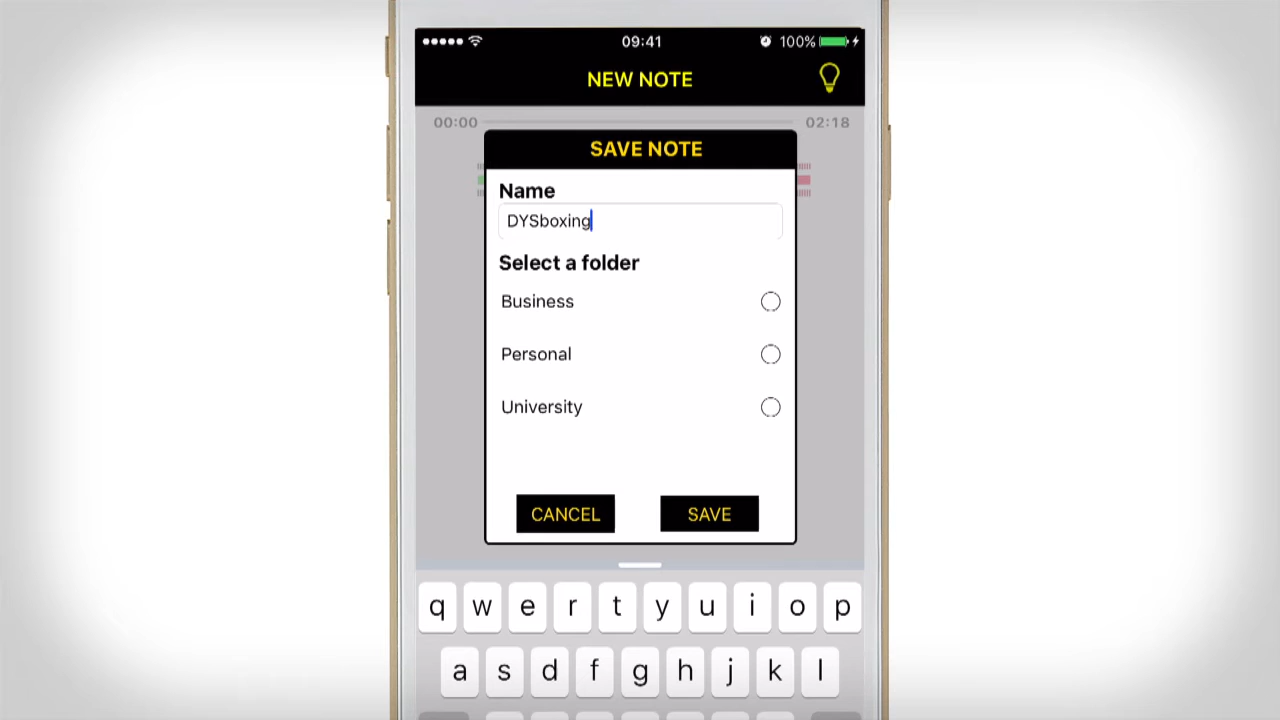 09:41
100%
NEW NOTE
00:00
02:18
SAVE NOTE
Name
DYSboxing
Select a folder
Business
Personal
University
CANCEL
SAVE
q w e r t y u i o p
a s d f g h j k l